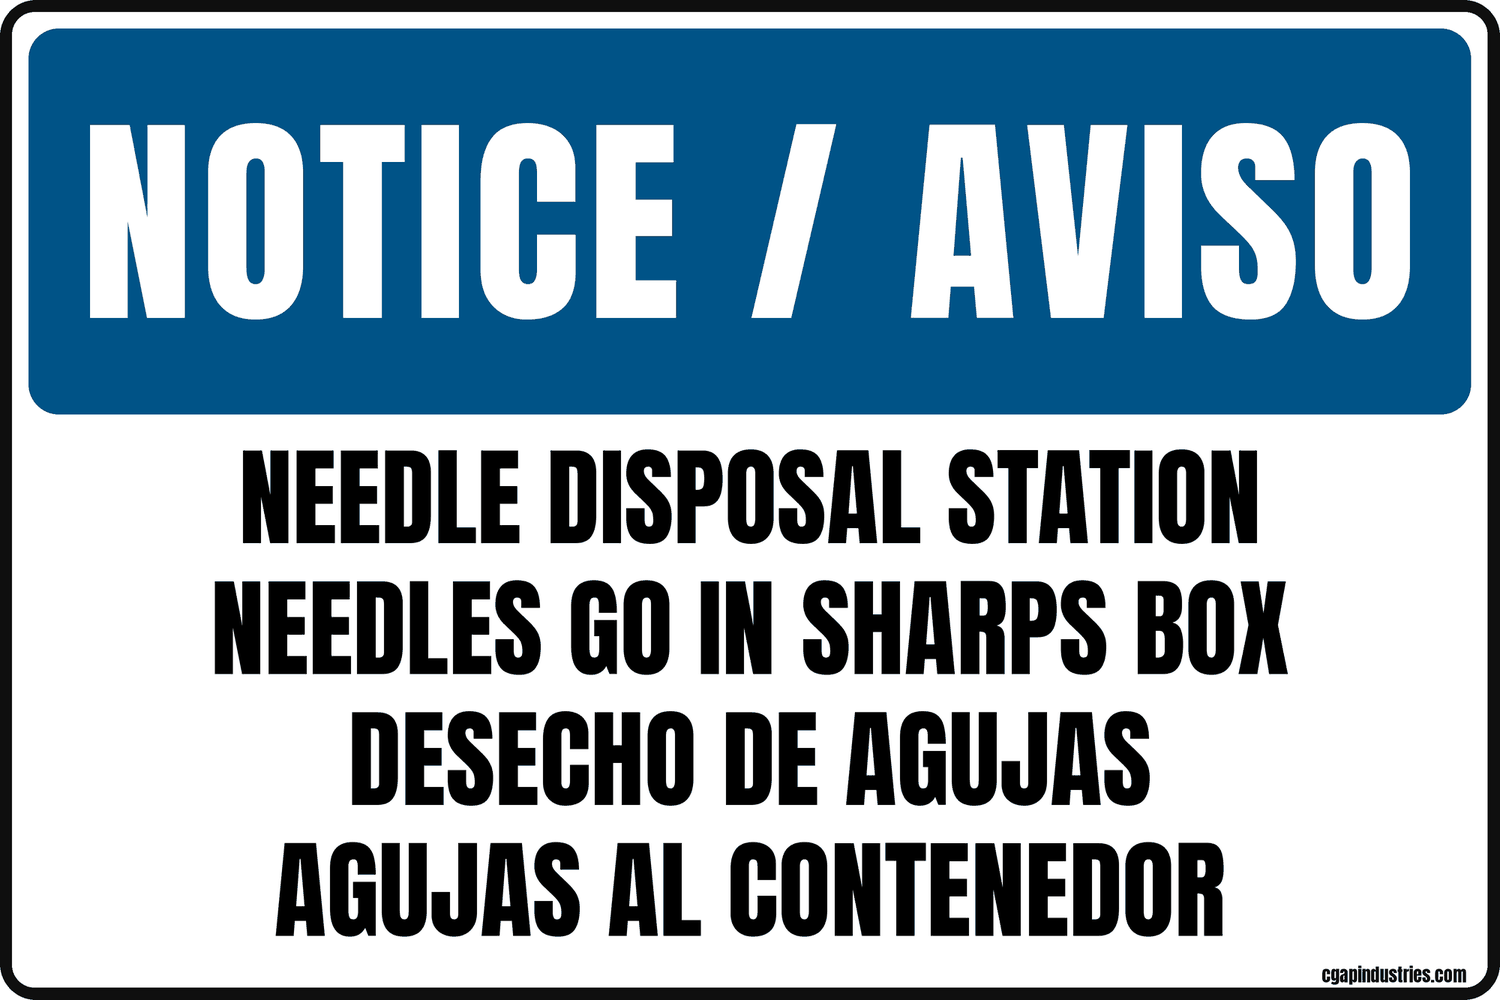 NOTICE / AVISO
NEEDLE DISPOSAL STATION
NEEDLES GO IN SHARPS BOX
DESECHO DE AGUJAS
AGUJAS AL CONTENEDOR
cgapindustries.com